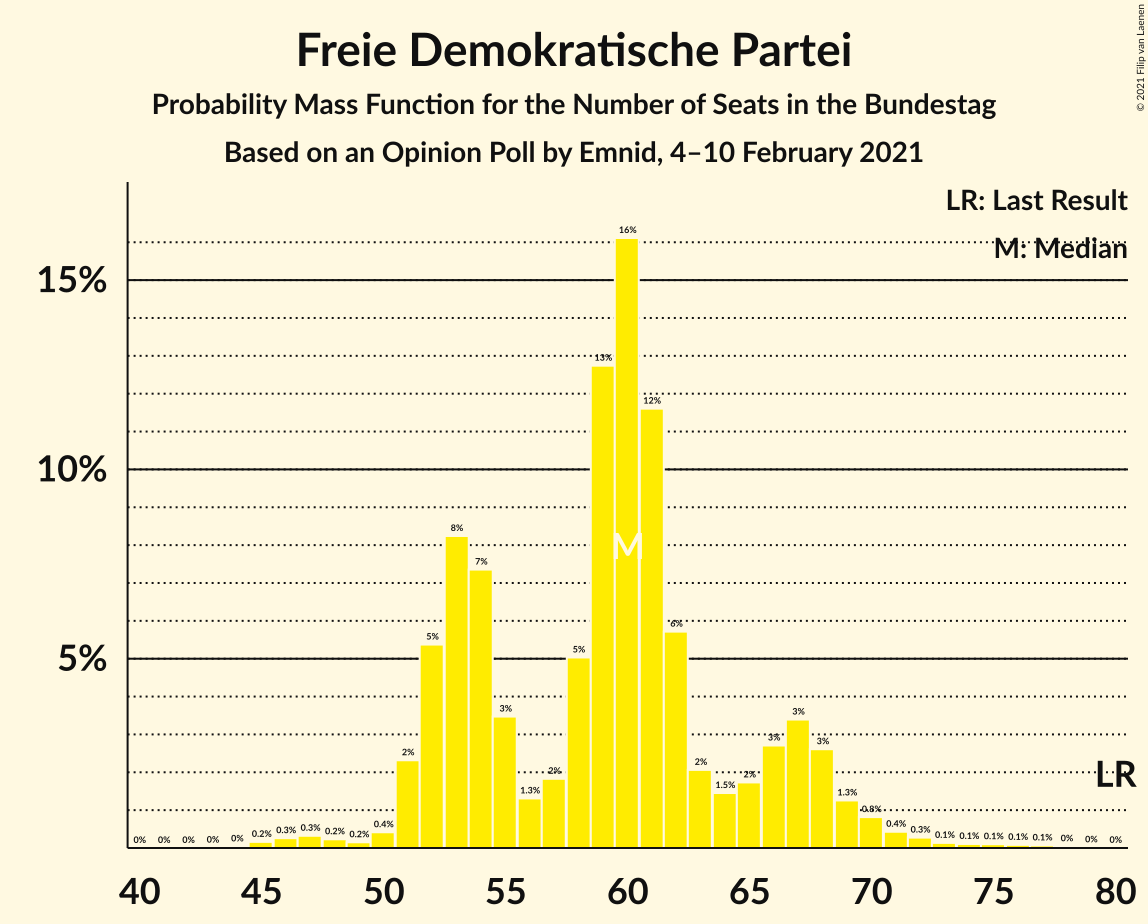 Freie Demokratische Partei
Probability Mass Function for the Number of Seats in the Bundestag
Based on an Opinion Poll by Emnid, 4–10 February 2021
© 2021 Filip van Laenen
LR: Last Result
M: Median
15%
10%
5%
0% 0% 0% 0% 0% 0.2% 0.3% 0.3% 0.2% 0.2% 0.4% 2% 5% 8% 7% 3% 1.3% 2% 5% 13% 16% 12% 6% 2% 1.5% 2% 3% 3% 3% 1.3% 0.8% 0.4% 0.3% 0.1% 0.1% 0.1% 0.1% 0.1% 0% 0% 0%
M
LR
40 45 50 55 60 65 70 75 80